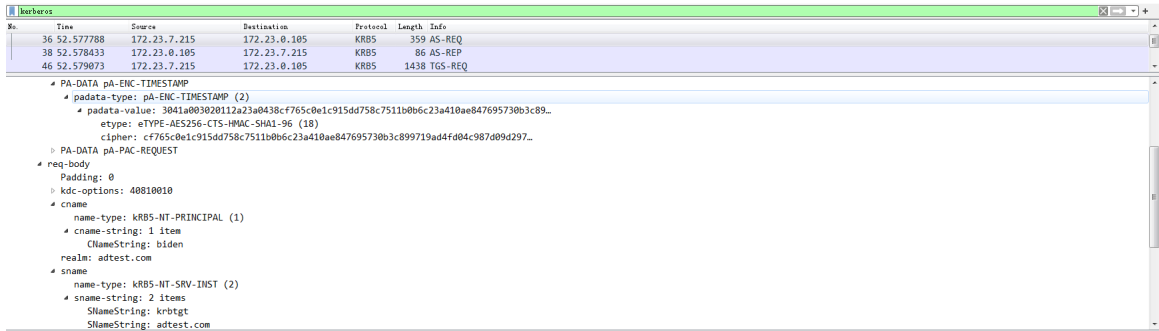 kerberos
No. Time Source Destination Protocol Length Info
36 52.577788 172.23.7.215 172.23.0.105 KRB5 359 AS-REQ
38 52.578433 172.23.0.105 172.23.7.215 KRB5 86 AS-REP
46 52.579073 172.23.7.215 172.23.0.105 KRB5 1438 TGS-REQ
PA-DATA pA-ENC-TIMESTAMP
padata-type: pA-ENC-TIMESTAMP (2)
padata-value: 3041a003020112a23a0438cf765c0e1c915dd758c7511b0b6c23a410ae847695730b3c89…
etype: eTYPE-AES256-CTS-HMAC-SHA1-96 (18)
cipher: cf765c0e1c915dd758c7511b0b6c23a410ae847695730b3c899719ad4fd04c987d09d297…
PA-DATA pA-PAC-REQUEST
req-body
Padding: 0
kdc-options: 40810010
cname
name-type: kRB5-NT-PRINCIPAL (1)
cname-string: 1 item
CNameString: biden
realm: adtest.com
sname
name-type: kRB5-NT-SRV-INST (2)
sname-string: 2 items
SNameString: krbtgt
SNameString: adtest.com